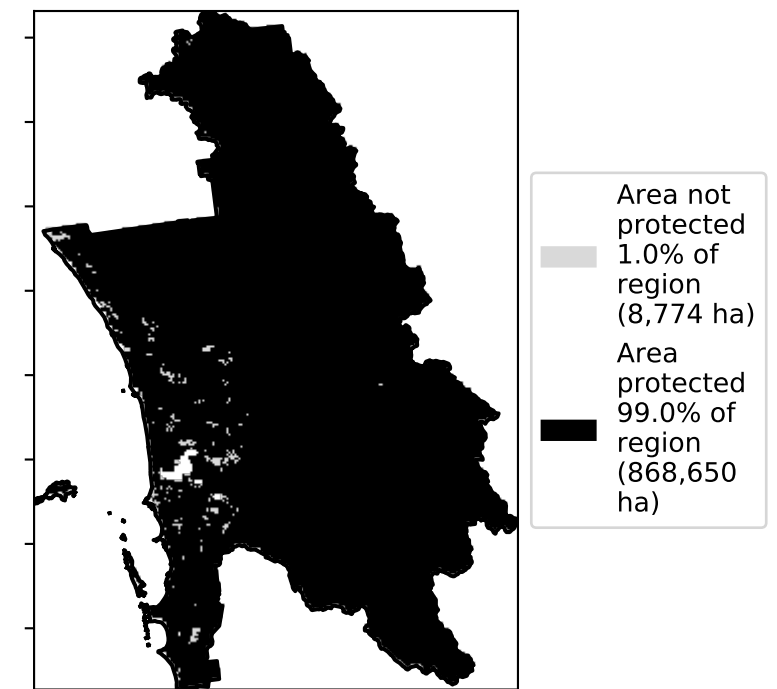 Area not
protected
1.0% of
region
(8,774 ha)
Area
protected
99.0% of
region
(868,650
ha)